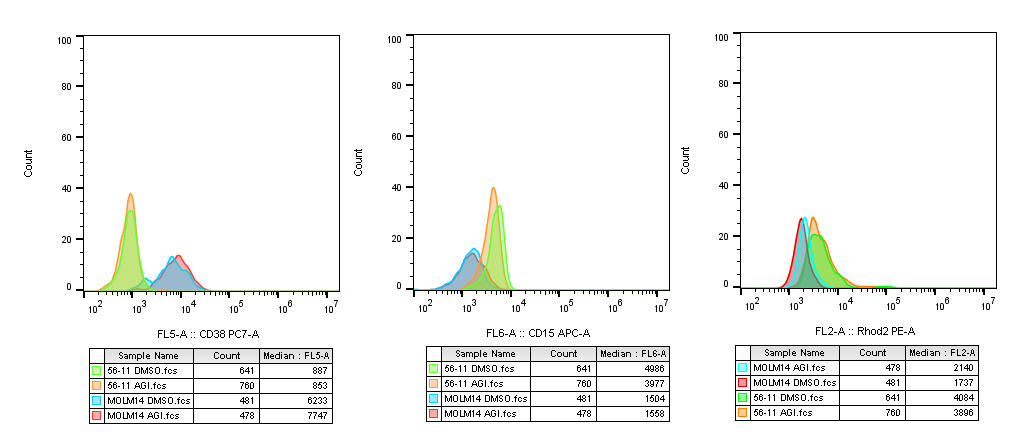 100
80
60
40
20
0
Count
10^2 10^3 10^4 10^5 10^6 10^7
FL5-A :: CD38 PC7-A
Sample Name Count Median : FL5-A
56-11 DMSO.fcs 641 887
56-11 AGI.fcs 760 853
MOLM14 DMSO.fcs 481 6233
MOLM14 AGI.fcs 478 7747
100
80
60
40
20
0
Count
10^2 10^3 10^4 10^5 10^6 10^7
FL6-A :: CD15 APC-A
Sample Name Count Median : FL6-A
56-11 DMSO.fcs 641 4986
56-11 AGI.fcs 760 3977
MOLM14 DMSO.fcs 481 1504
MOLM14 AGI.fcs 478 1558
100
80
60
40
20
0
Count
10^2 10^3 10^4 10^5 10^6 10^7
FL2-A :: Rhod2 PE-A
Sample Name Count Median : FL2-A
MOLM14 AGI.fcs 478 2140
MOLM14 DMSO.fcs 481 1737
56-11 DMSO.fcs 641 4084
56-11 AGI.fcs 760 3896